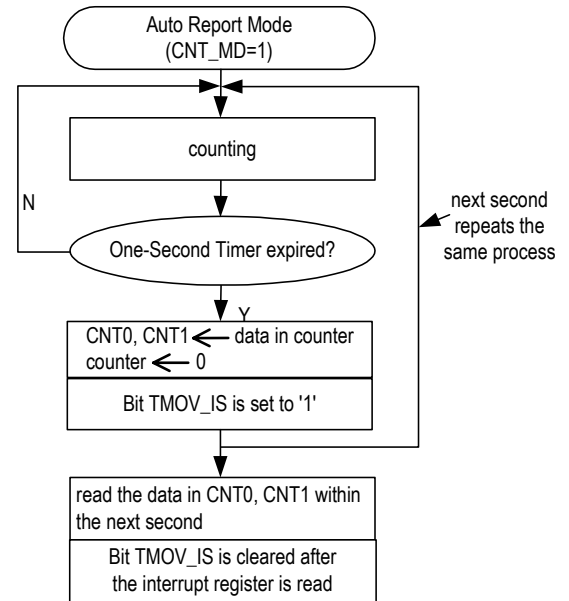 Auto Report Mode
(CNT_MD=1)
counting
N
next second
repeats the
same process
One-Second Timer expired?
Y
CNT0, CNT1 ← data in counter
counter ← 0
Bit TMOV_IS is set to '1'
read the data in CNT0, CNT1 within
the next second
Bit TMOV_IS is cleared after
the interrupt register is read